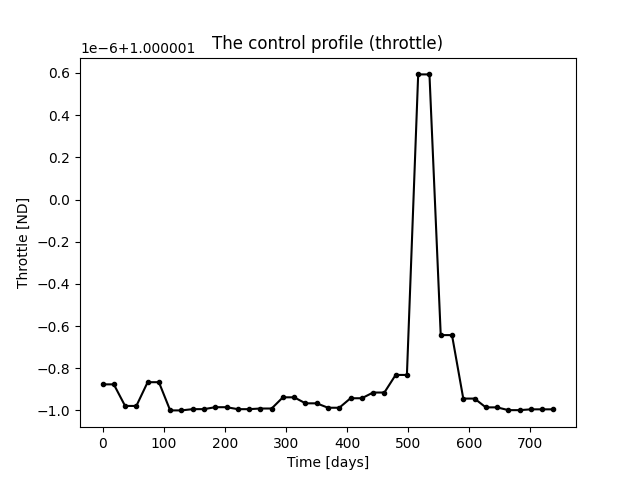 The control profile (throttle)
1e−6+1.000001
0.6
0.4
0.2
0.0
−0.2
−0.4
−0.6
−0.8
−1.0
Throttle [ND]
0 100 200 300 400 500 600 700
Time [days]